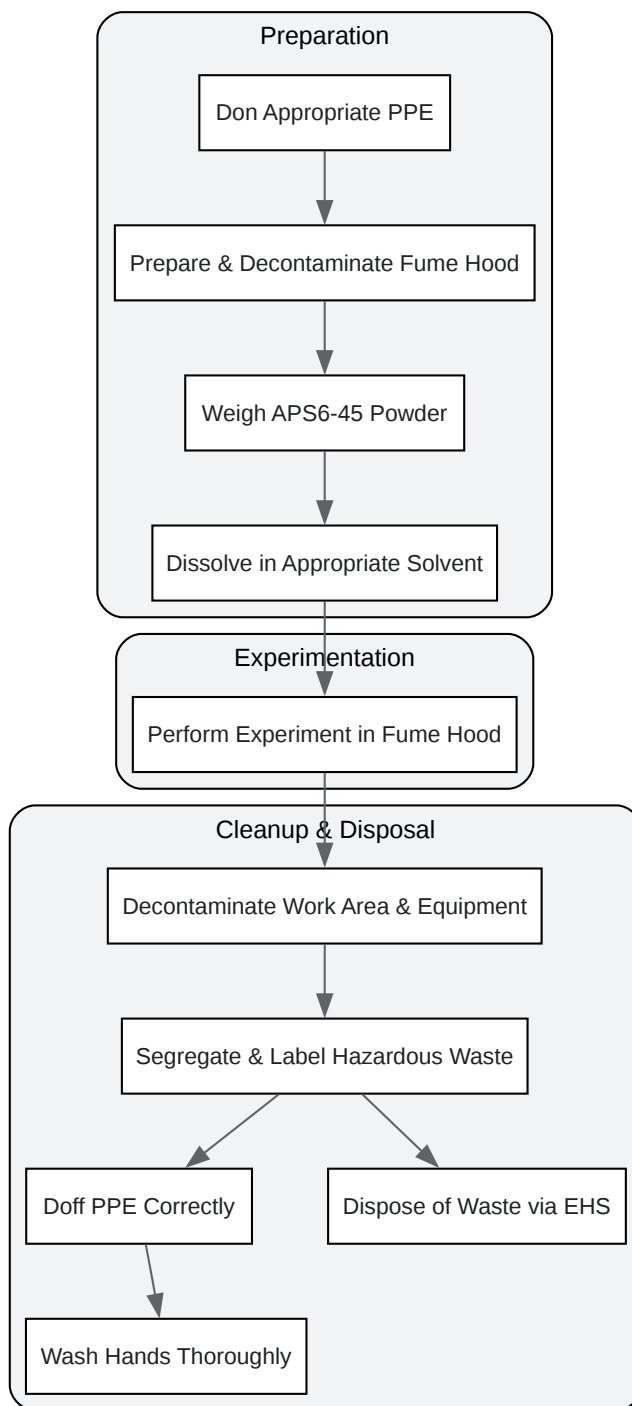 Preparation
Don Appropriate PPE
Prepare & Decontaminate Fume Hood
Weigh APS6-45 Powder
Dissolve in Appropriate Solvent
Experimentation
Perform Experiment in Fume Hood
Cleanup & Disposal
Decontaminate Work Area & Equipment
Segregate & Label Hazardous Waste
Doff PPE Correctly
Dispose of Waste via EHS
Wash Hands Thoroughly